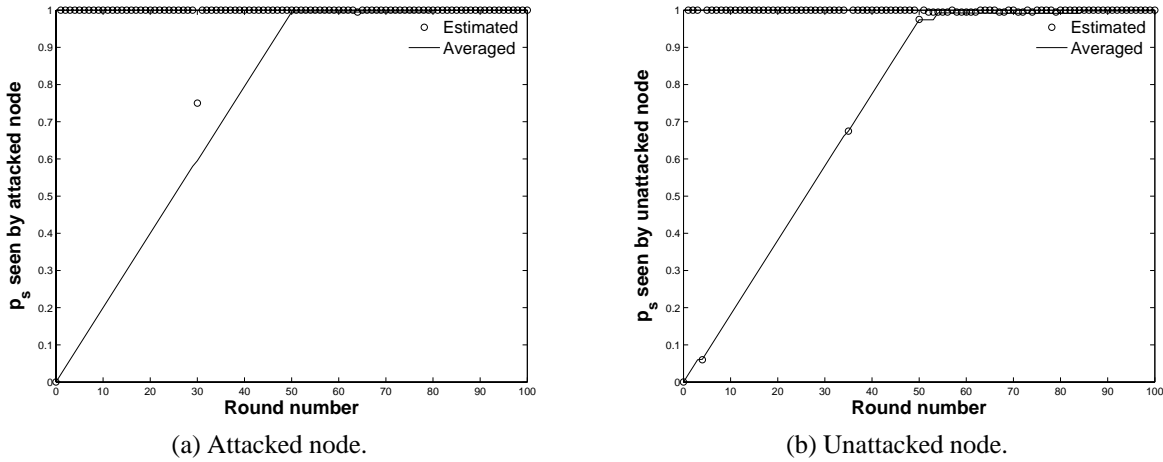 1
0.9
0.8
0.7
0.6
0.5
0.4
0.3
0.2
0.1
0
p_s seen by attacked node
Estimated
Averaged
0 10 20 30 40 50 60 70 80 90 100
Round number
(a) Attacked node.
1
0.9
0.8
0.7
0.6
0.5
0.4
0.3
0.2
0.1
0
p_s seen by unattacked node
Estimated
Averaged
0 10 20 30 40 50 60 70 80 90 100
Round number
(b) Unattacked node.